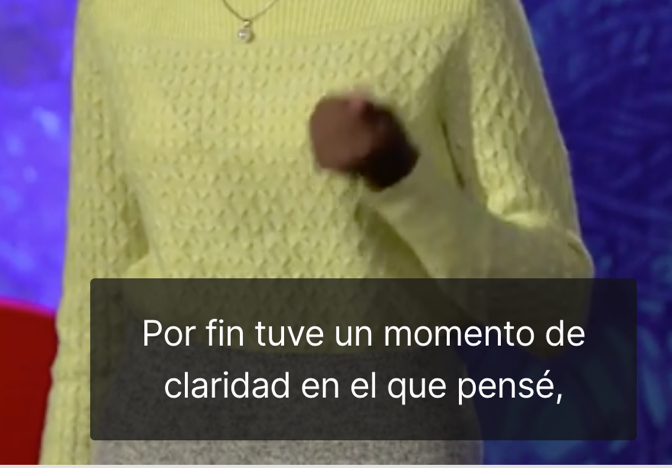 Por fin tuve un momento de
claridad en el que pensé,